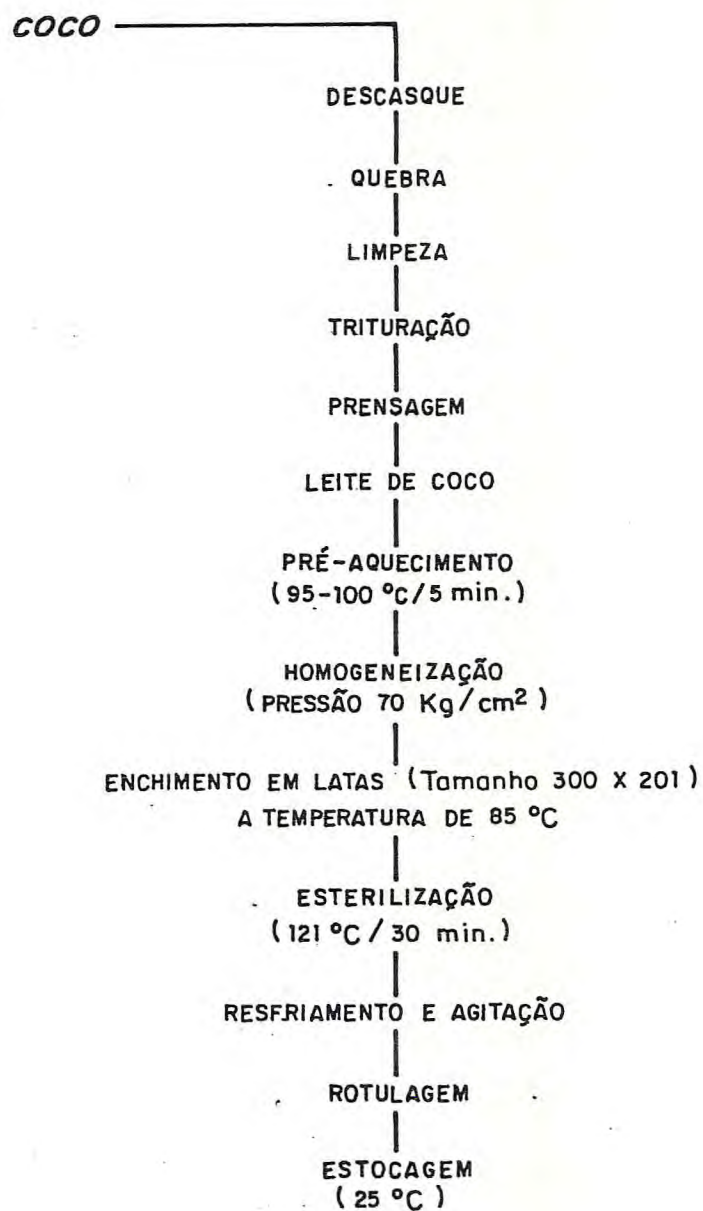 COCO
DESCASQUE
QUEBRA
LIMPEZA
TRITURAÇÃO
PRENSAGEM
LEITE DE COCO
PRÉ-AQUECIMENTO
(95-100 °C/5 min.)
HOMOGENEIZAÇÃO
(PRESSÃO 70 Kg/cm²)
ENCHIMENTO EM LATAS (Tamanho 300 X 201)
A TEMPERATURA DE 85 °C
ESTERILIZAÇÃO
(121 °C / 30 min.)
RESFRIAMENTO E AGITAÇÃO
ROTULAGEM
ESTOCAGEM
(25 °C)